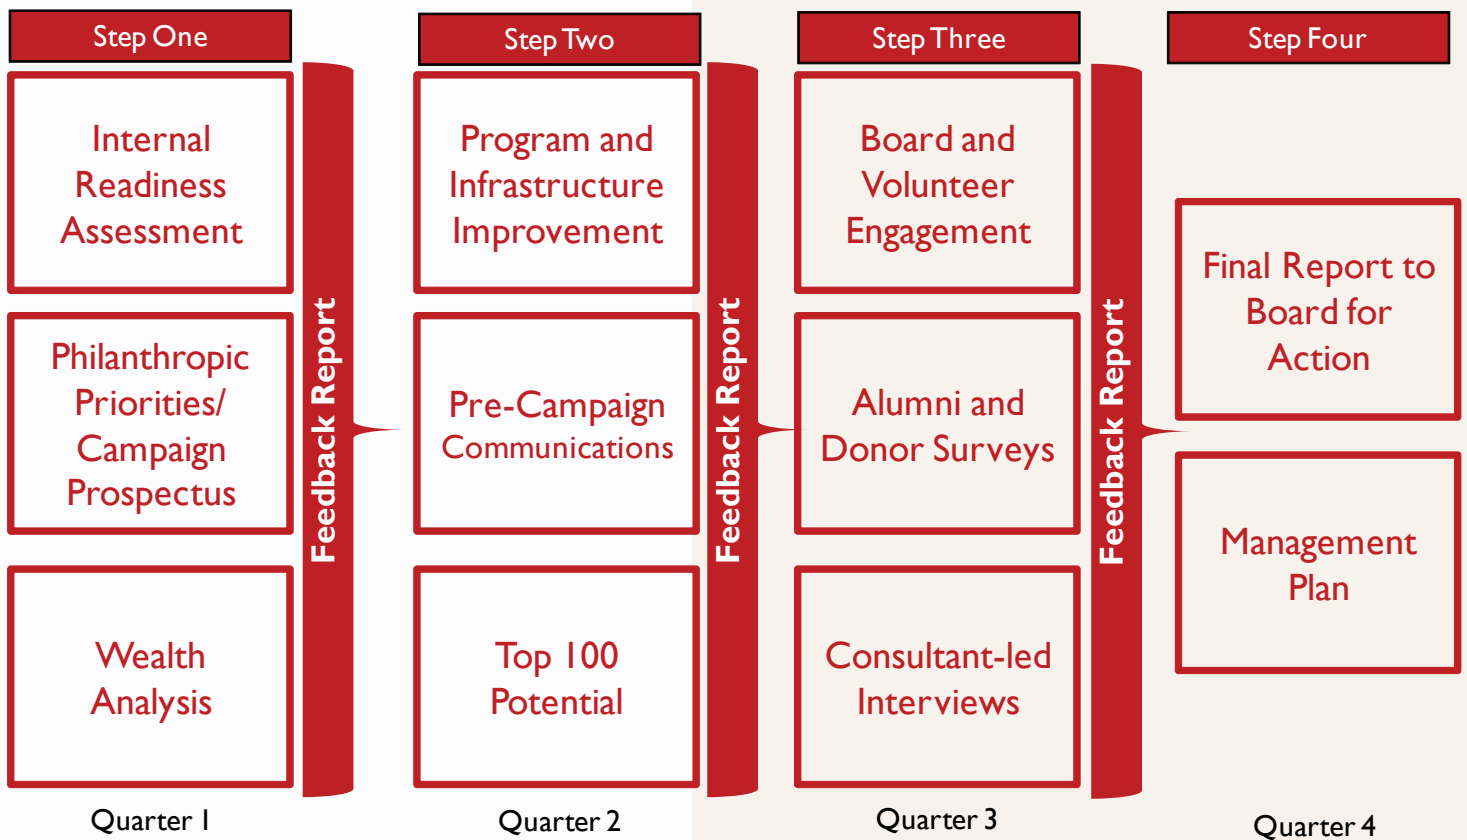 Step One
Internal
Readiness
Assessment
Philanthropic
Priorities/
Campaign
Prospectus
Wealth
Analysis
Quarter 1
Feedback Report
Step Two
Program and
Infrastructure
Improvement
Pre-Campaign
Communications
Top 100
Potential
Quarter 2
Feedback Report
Step Three
Board and
Volunteer
Engagement
Alumni and
Donor Surveys
Consultant-led
Interviews
Quarter 3
Feedback Report
Step Four
Final Report to
Board for
Action
Management
Plan
Quarter 4